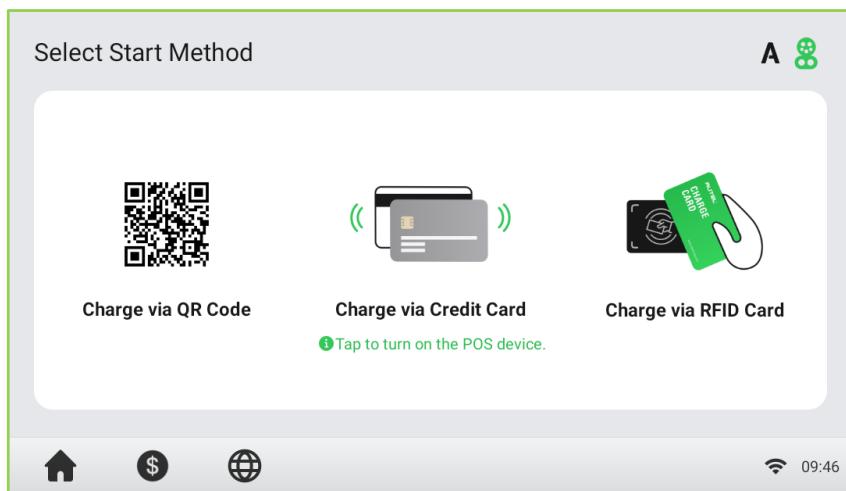 Select Start Method
A
AUTEL
CHARGE
CARD
Charge via QR Code
Charge via Credit Card
Charge via RFID Card
Tap to turn on the POS device.
$
09:46